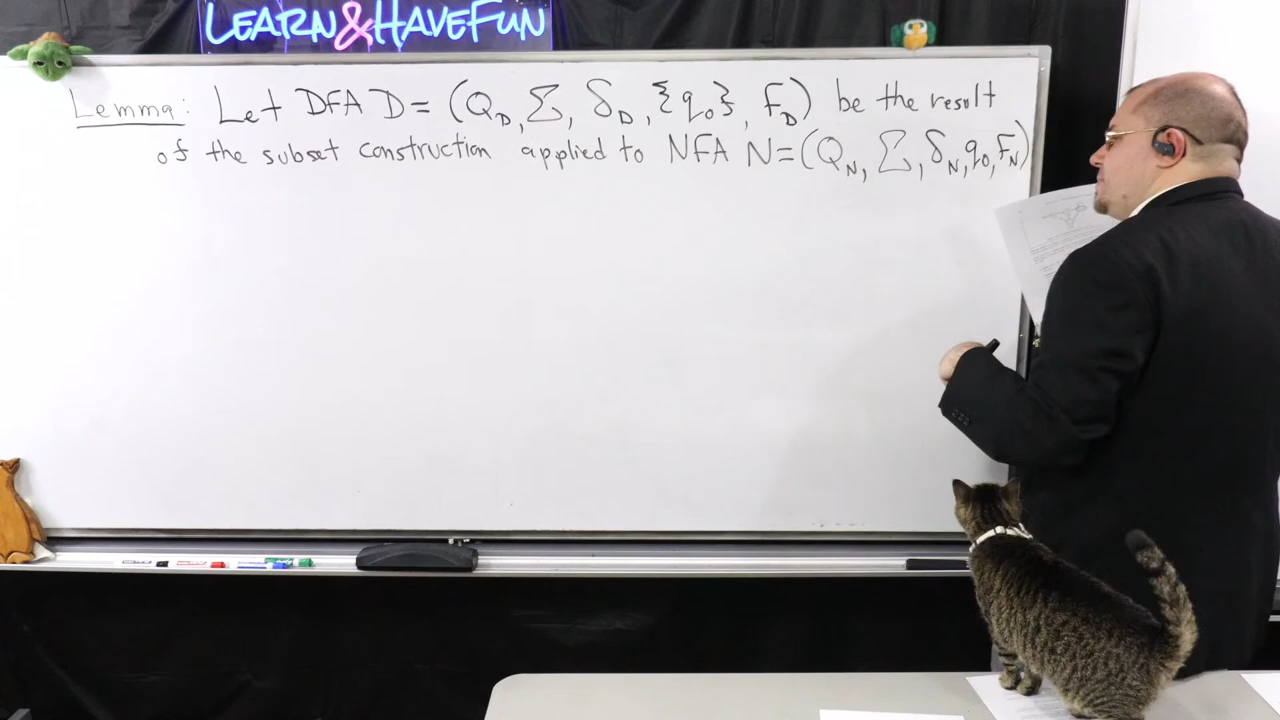 LEARN&HAVEFUN
Lemma: Let DFA D = (Q_D, Σ, δ_D, {q_0}, F_D) be the result
of the subset construction applied to NFA N = (Q_N, Σ, δ_N, q_0, F_N)